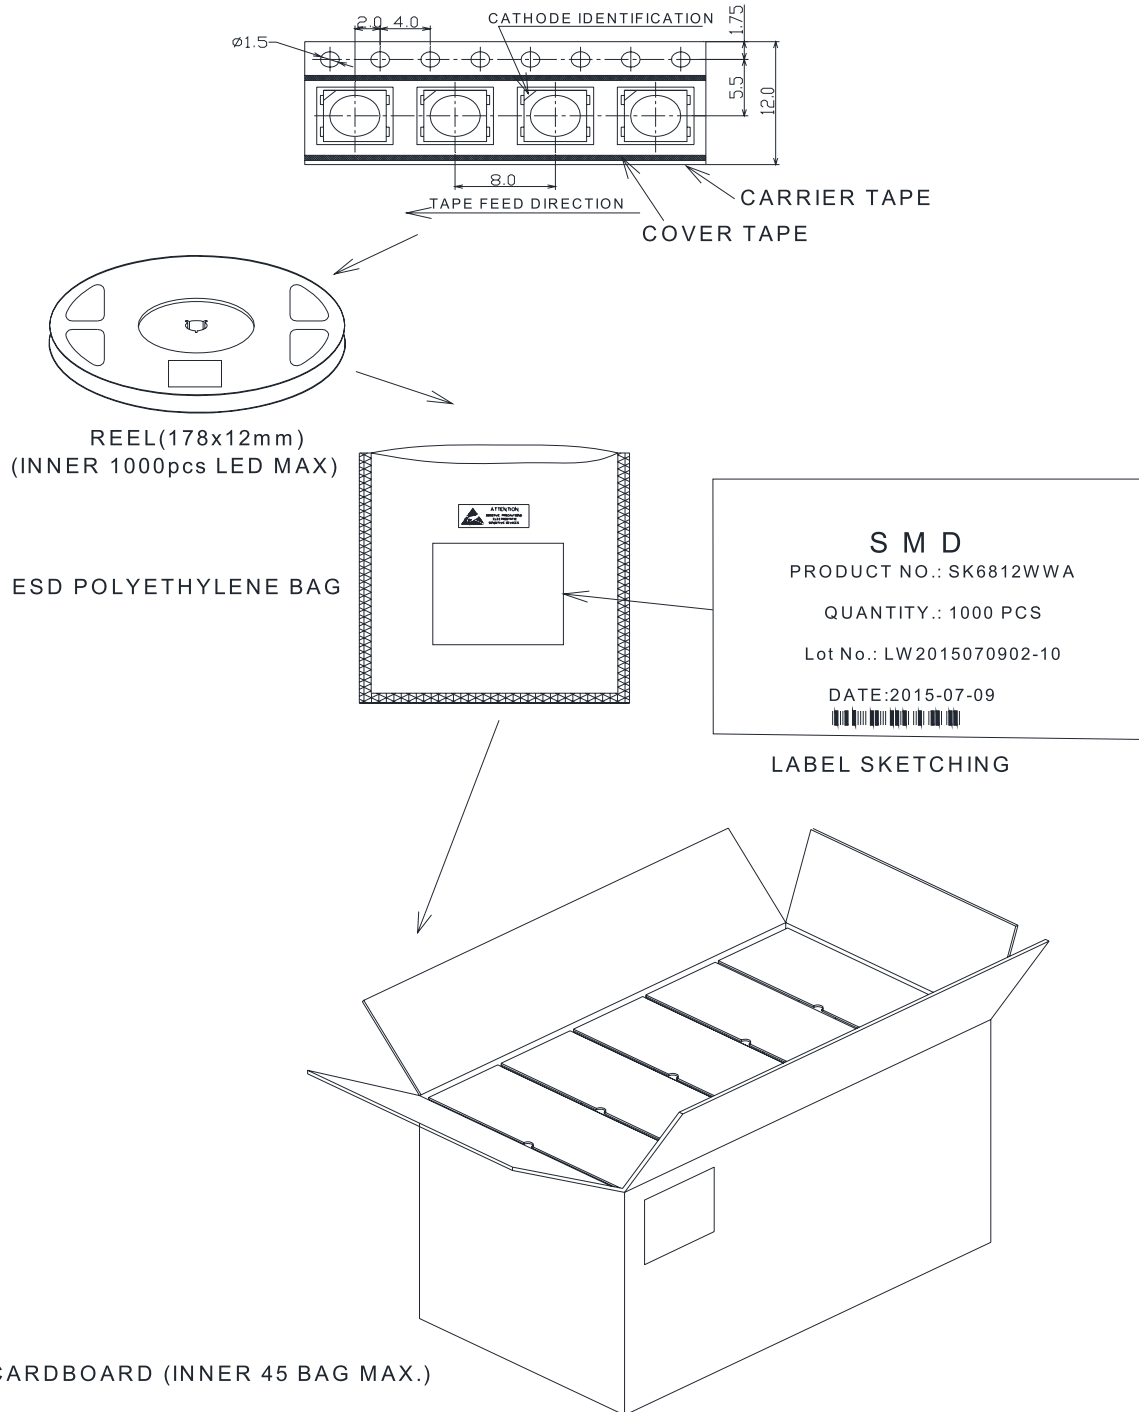 2.0
4.0
CATHODE IDENTIFICATION
1.75
ø1.5
5.5
12.0
8.0
TAPE FEED DIRECTION
CARRIER TAPE
COVER TAPE
REEL(178x12mm)
(INNER 1000pcs LED MAX)
ATTENTION
ESD POLYETHYLENE BAG
S M D
PRODUCT NO.: SK6812WWA
QUANTITY.: 1000 PCS
Lot No.: LW2015070902-10
DATE:2015-07-09
LABEL SKETCHING
CARDBOARD (INNER 45 BAG MAX.)